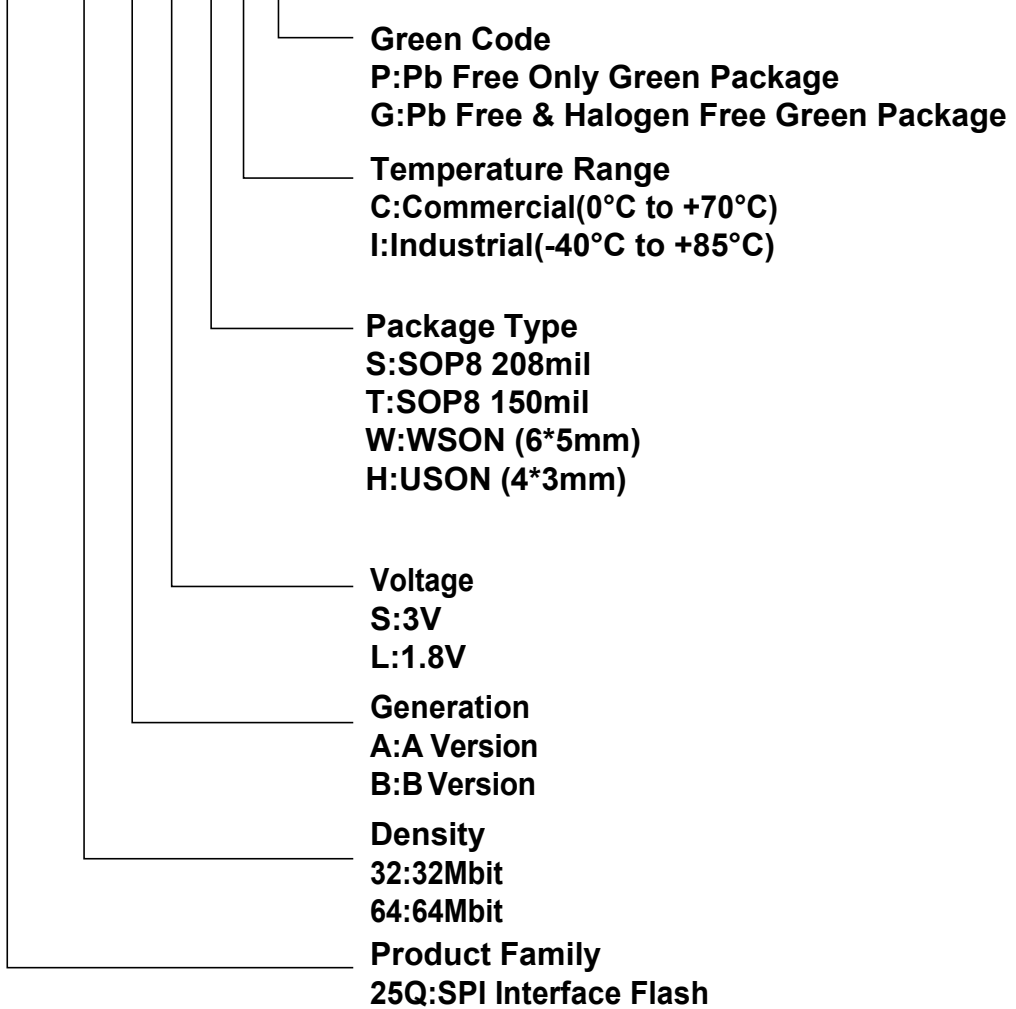 Green Code
P:Pb Free Only Green Package
G:Pb Free & Halogen Free Green Package
Temperature Range
C:Commercial(0°C to +70°C)
I:Industrial(-40°C to +85°C)
Package Type
S:SOP8 208mil
T:SOP8 150mil
W:WSON (6*5mm)
H:USON (4*3mm)
Voltage
S:3V
L:1.8V
Generation
A:A Version
B:B Version
Density
32:32Mbit
64:64Mbit
Product Family
25Q:SPI Interface Flash